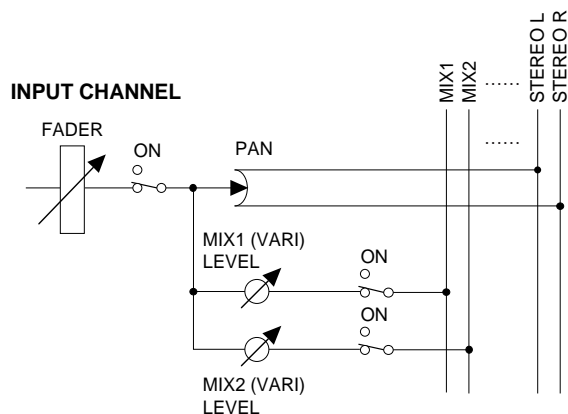 INPUT CHANNEL
FADER
ON
PAN
MIX1
MIX2
......
STEREO L
STEREO R
......
MIX1 (VARI)
LEVEL
ON
ON
MIX2 (VARI)
LEVEL